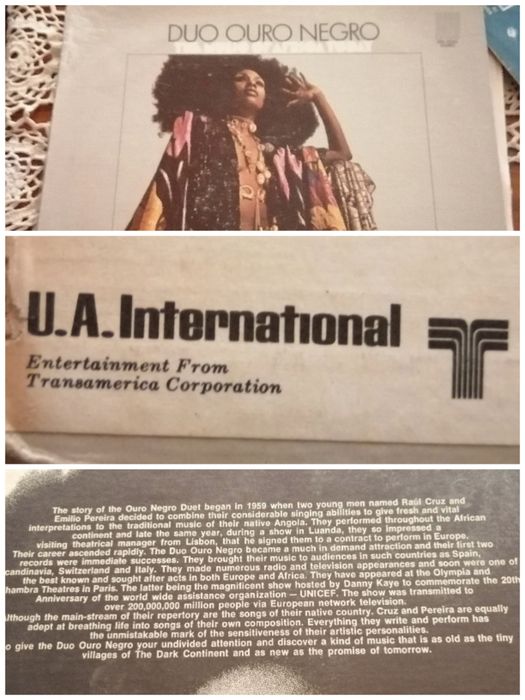 DUO OURO NEGRO
U.A. International
Entertainment From
Transamerica Corporation
The story of the Ouro Negro Duet began in 1959 when two young men named Raúl Cruz and
Emilio Pereira decided to combine their considerable singing abilities to give fresh and vital
interpretations to the traditional music of their native Angola. They performed throughout the African
continent and late the same year, during a show in Luanda, they so impressed a
visiting theatrical manager from Lisbon, that he signed them to a contract to perform in Europe.
Their career ascended rapidly. The Duo Ouro Negro became a much in demand attraction and their first two
records were immediate successes. They brought their music to audiences in such countries as Spain,
candinavia, Switzerland and Italy. They made numerous radio and television appearances and soon were one of
the best known and sought after acts in both Europe and Africa. They have appeared at the Olympia and
hambra Theatres in Paris. The latter being the magnificent show hosted by Danny Kaye to commemorate the 20th
Anniversary of the world wide assistance organization — UNICEF. The show was transmitted to
over 200,000,000 million people via European network television.
lthough the main-stream of their repertory are the songs of their native country. Cruz and Pereira are equally
adept at breathing life into songs of their own composition. Everything they write and perform has
the unmistakable mark of the sensitiveness of their artistic personalities.
o give the Duo Ouro Negro your undivided attention and discover a kind of music that is as old as the tiny
villages of The Dark Continent and as new as the promise of tomorrow.